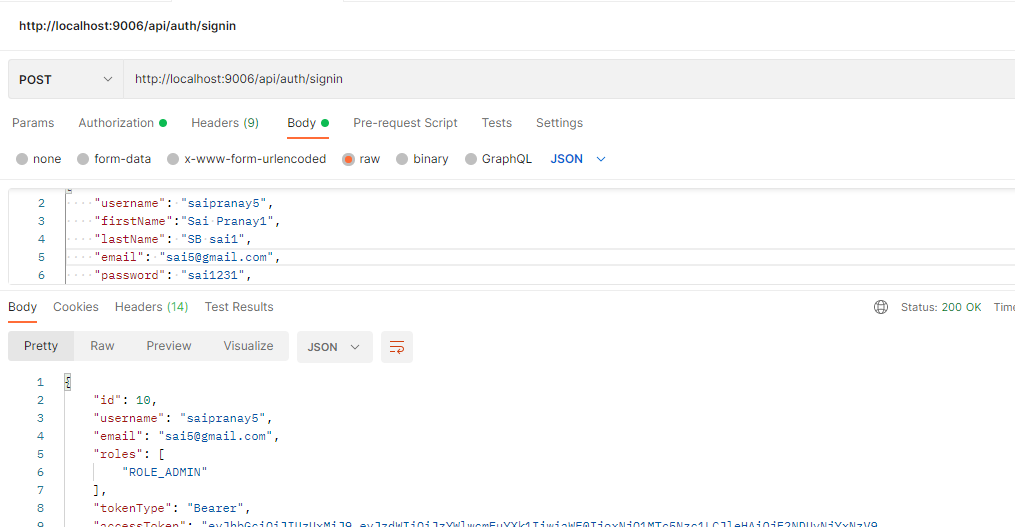 http://localhost:9006/api/auth/signin
POST http://localhost:9006/api/auth/signin
Params Authorization Headers (9) Body Pre-request Script Tests Settings
none form-data x-www-form-urlencoded raw binary GraphQL JSON
2 "username": "saipranay5",
3 "firstName":"Sai Pranay1",
4 "lastName": "SB sai1",
5 "email": "sai5@gmail.com",
6 "password": "sai1231",
Body Cookies Headers (14) Test Results Status: 200 OK Time
Pretty Raw Preview Visualize JSON
1 {
2 "id": 10,
3 "username": "saipranay5",
4 "email": "sai5@gmail.com",
5 "roles": [
6 "ROLE_ADMIN"
7 ],
8 "tokenType": "Bearer",
9 "accessToken":